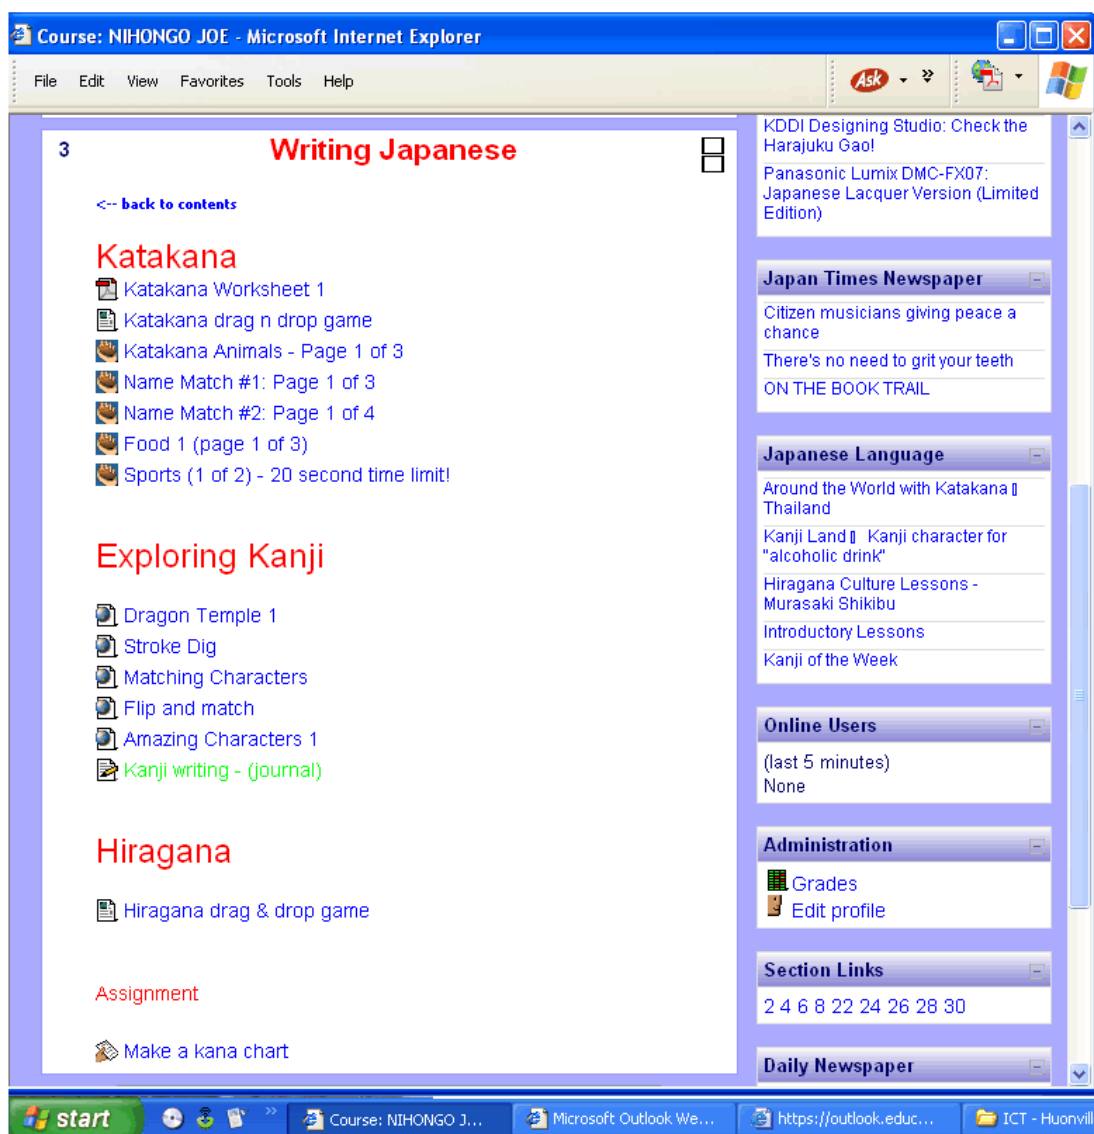 Course: NIHONGO JOE - Microsoft Internet Explorer
File Edit View Favorites Tools Help
Ask
3
Writing Japanese
<-- back to contents
Katakana
Katakana Worksheet 1
Katakana drag n drop game
Katakana Animals - Page 1 of 3
Name Match #1: Page 1 of 3
Name Match #2: Page 1 of 4
Food 1 (page 1 of 3)
Sports (1 of 2) - 20 second time limit!
Exploring Kanji
Dragon Temple 1
Stroke Dig
Matching Characters
Flip and match
Amazing Characters 1
Kanji writing - (journal)
Hiragana
Hiragana drag & drop game
Assignment
Make a kana chart
KDDI Designing Studio: Check the
Harajuku Gao!
Panasonic Lumix DMC-FX07:
Japanese Lacquer Version (Limited
Edition)
Japan Times Newspaper
Citizen musicians giving peace a
chance
There's no need to grit your teeth
ON THE BOOK TRAIL
Japanese Language
Around the World with Katakana
Thailand
Kanji Land Kanji character for
"alcoholic drink"
Hiragana Culture Lessons -
Murasaki Shikibu
Introductory Lessons
Kanji of the Week
Online Users
(last 5 minutes)
None
Administration
Grades
Edit profile
Section Links
2 4 6 8 22 24 26 28 30
Daily Newspaper
start
Course: NIHONGO J...
Microsoft Outlook We...
https://outlook.educ...
ICT - Huonvill